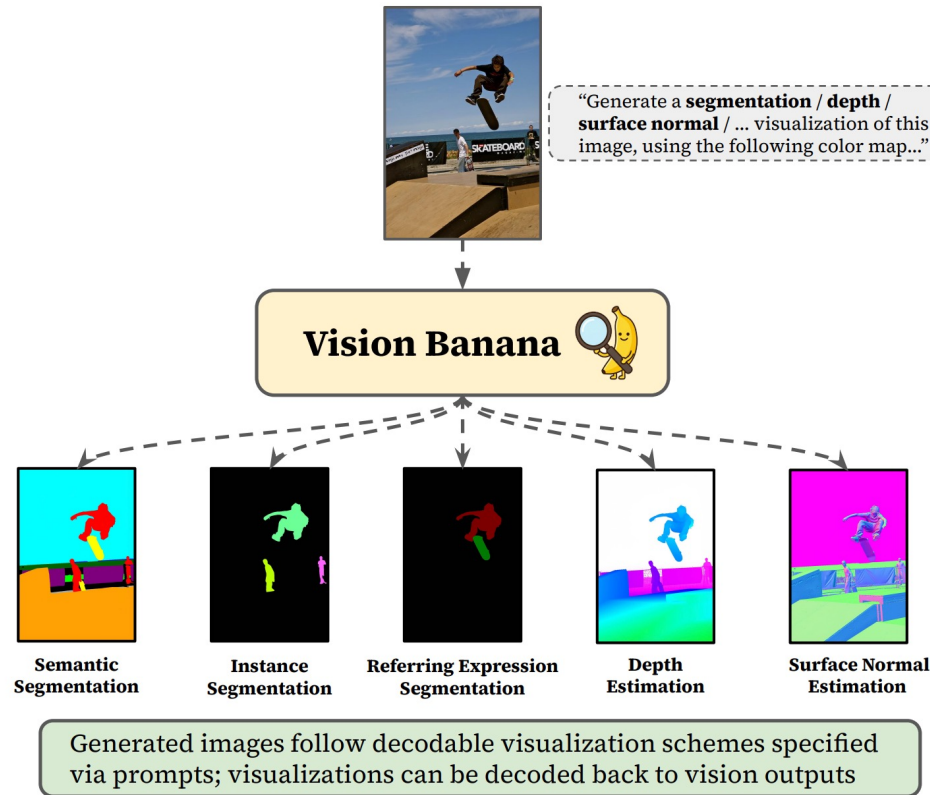 SKATEBOARD
“Generate a segmentation / depth /
surface normal / ... visualization of this
image, using the following color map...”
Vision Banana
Semantic
Segmentation
Instance
Segmentation
Referring Expression
Segmentation
Depth
Estimation
Surface Normal
Estimation
Generated images follow decodable visualization schemes specified
via prompts; visualizations can be decoded back to vision outputs